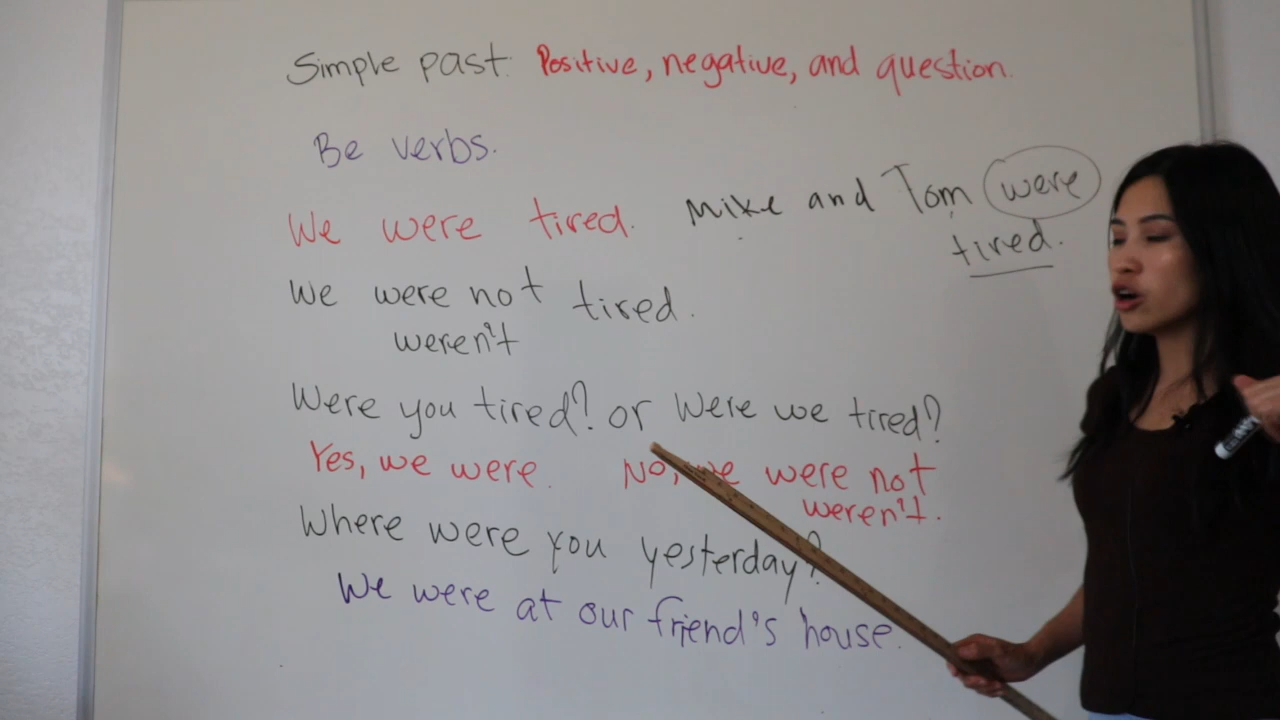 Simple past: Positive, negative, and question.
Be verbs.
We were tired. Mike and Tom were
tired.
We were not tired.
weren't
Were you tired? or Were we tired?
Yes, we were. No, we were not
weren't.
Where were you yesterday?
We were at our friend's house.